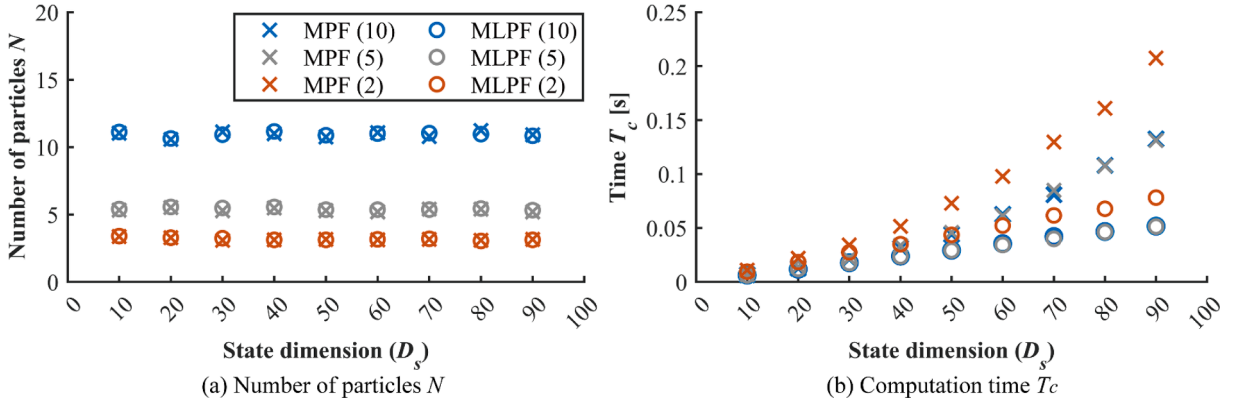 Number of particles N
20
15
10
5
0
MPF (10) MLPF (10)
MPF (5) MLPF (5)
MPF (2) MLPF (2)
0 10 20 30 40 50 60 70 80 90 100
State dimension (Ds)
(a) Number of particles N
Time Tc [s]
0.25
0.2
0.15
0.1
0.05
0
0 10 20 30 40 50 60 70 80 90 100
State dimension (Ds)
(b) Computation time Tc